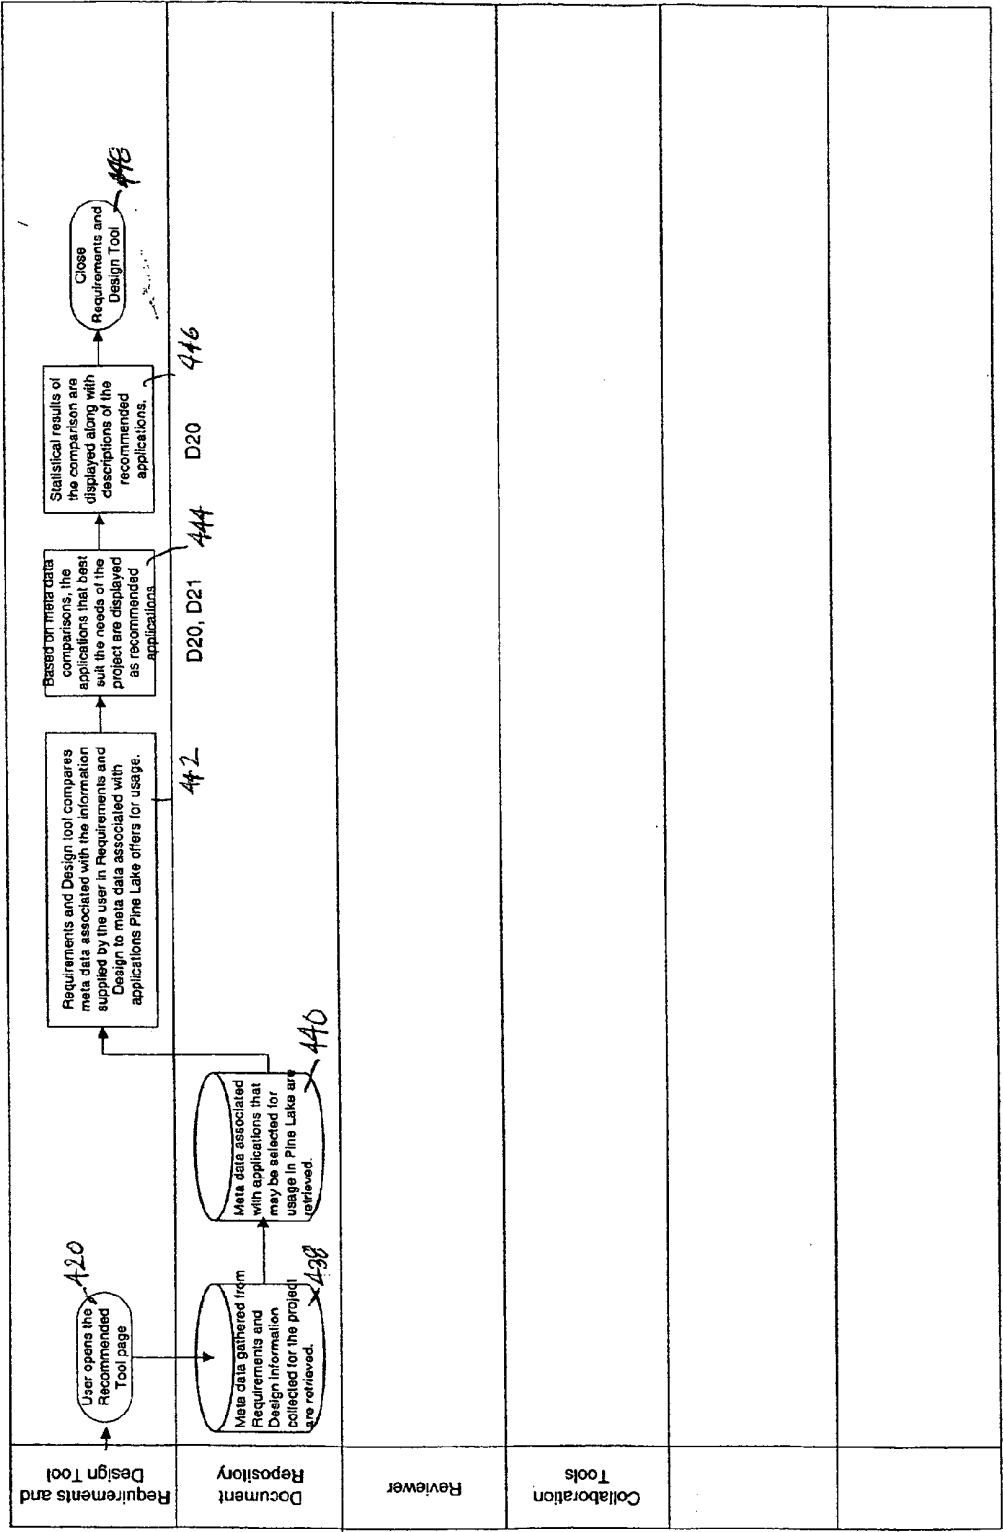 Requirements and
Design Tool
Document
Repository
Reviewer
Collaboration
Tools
User opens the
Recommended
Tool page
420
Meta data gathered from
Requirements and
Design Information
collected for the project
are retrieved.
438
Meta data associated
with applications that
may be selected for
usage in Pine Lake are
retrieved.
440
Requirements and Design tool compares
meta data associated with the information
supplied by the user in Requirements and
Design to meta data associated with
applications Pine Lake offers for usage.
442
Based on meta data
comparisons, the
applications that best
suit the needs of the
project are displayed
as recommended
applications
444
D20, D21
Statistical results of
the comparison are
displayed along with
descriptions of the
recommended
applications.
446
D20
Close
Requirements and
Design Tool
448